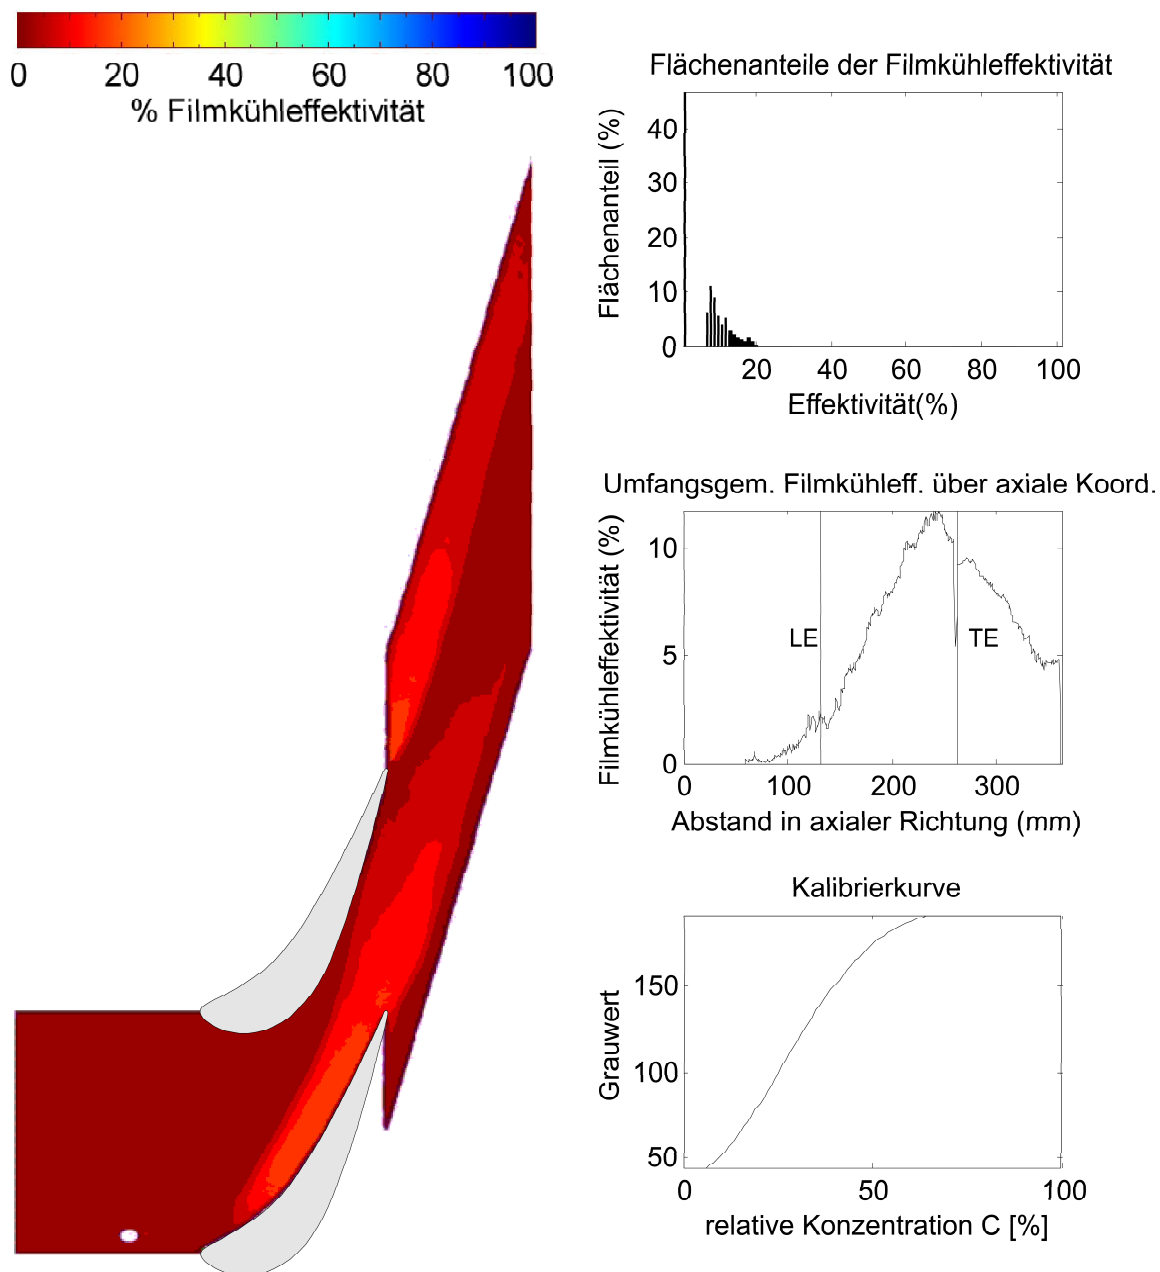 0 20 40 60 80 100
% Filmkühleffektivität
Flächenanteile der Filmkühleffektivität
Flächenanteil (%)
40
30
20
10
0
20 40 60 80 100
Effektivität(%)
Umfangsgem. Filmkühleff. über axiale Koord.
Filmkühleffektivität (%)
10
5
0
LE TE
0 100 200 300
Abstand in axialer Richtung (mm)
Kalibrierkurve
Grauwert
150
100
50
0 50 100
relative Konzentration C [%]